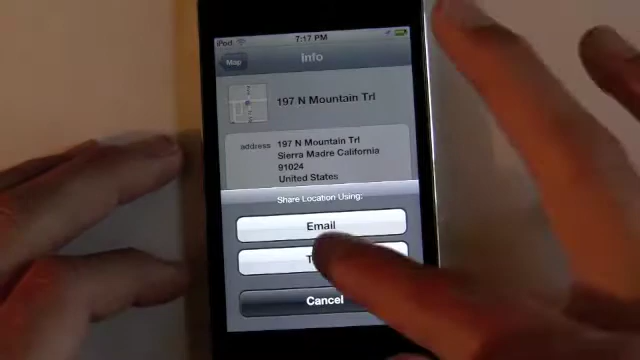 iPod 7:17 PM
Map Info
197 N Mountain Trl
address 197 N Mountain Trl
Sierra Madre California
91024
United States
Share Location Using:
Email
Cancel